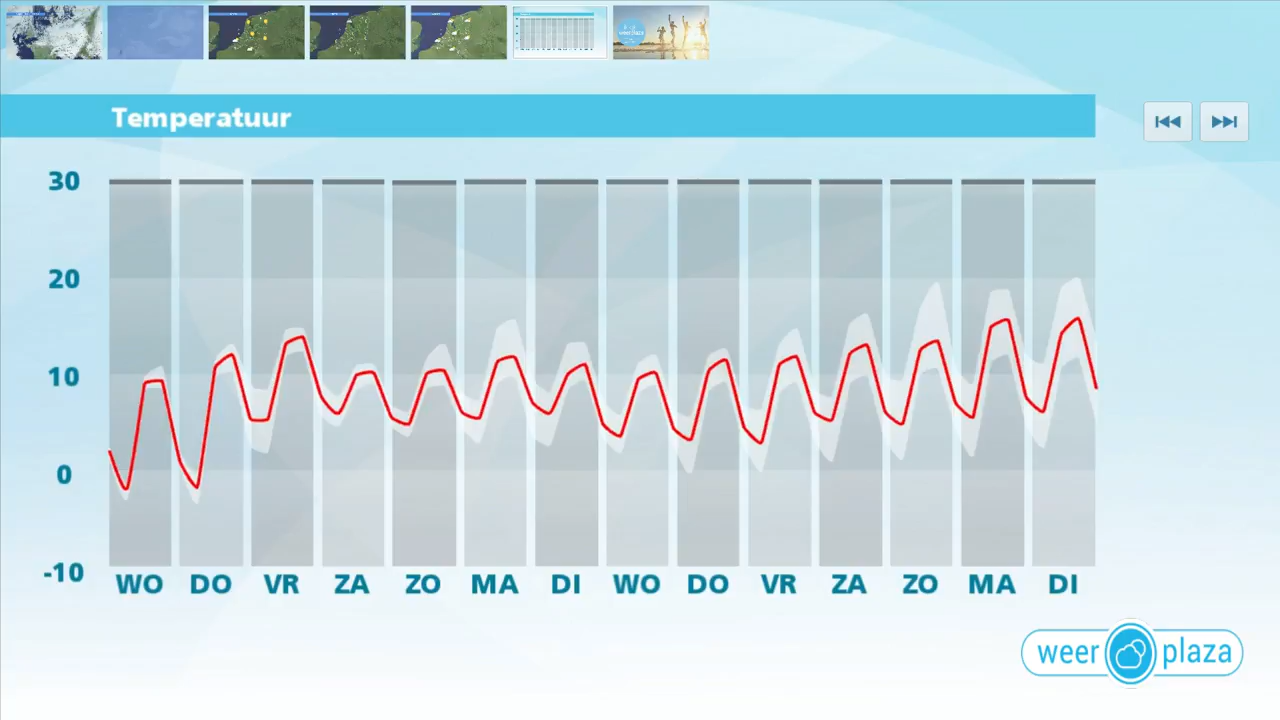 Temperatuur
30
20
10
0
-10
WO DO VR ZA ZO MA DI WO DO VR ZA ZO MA DI
weer plaza